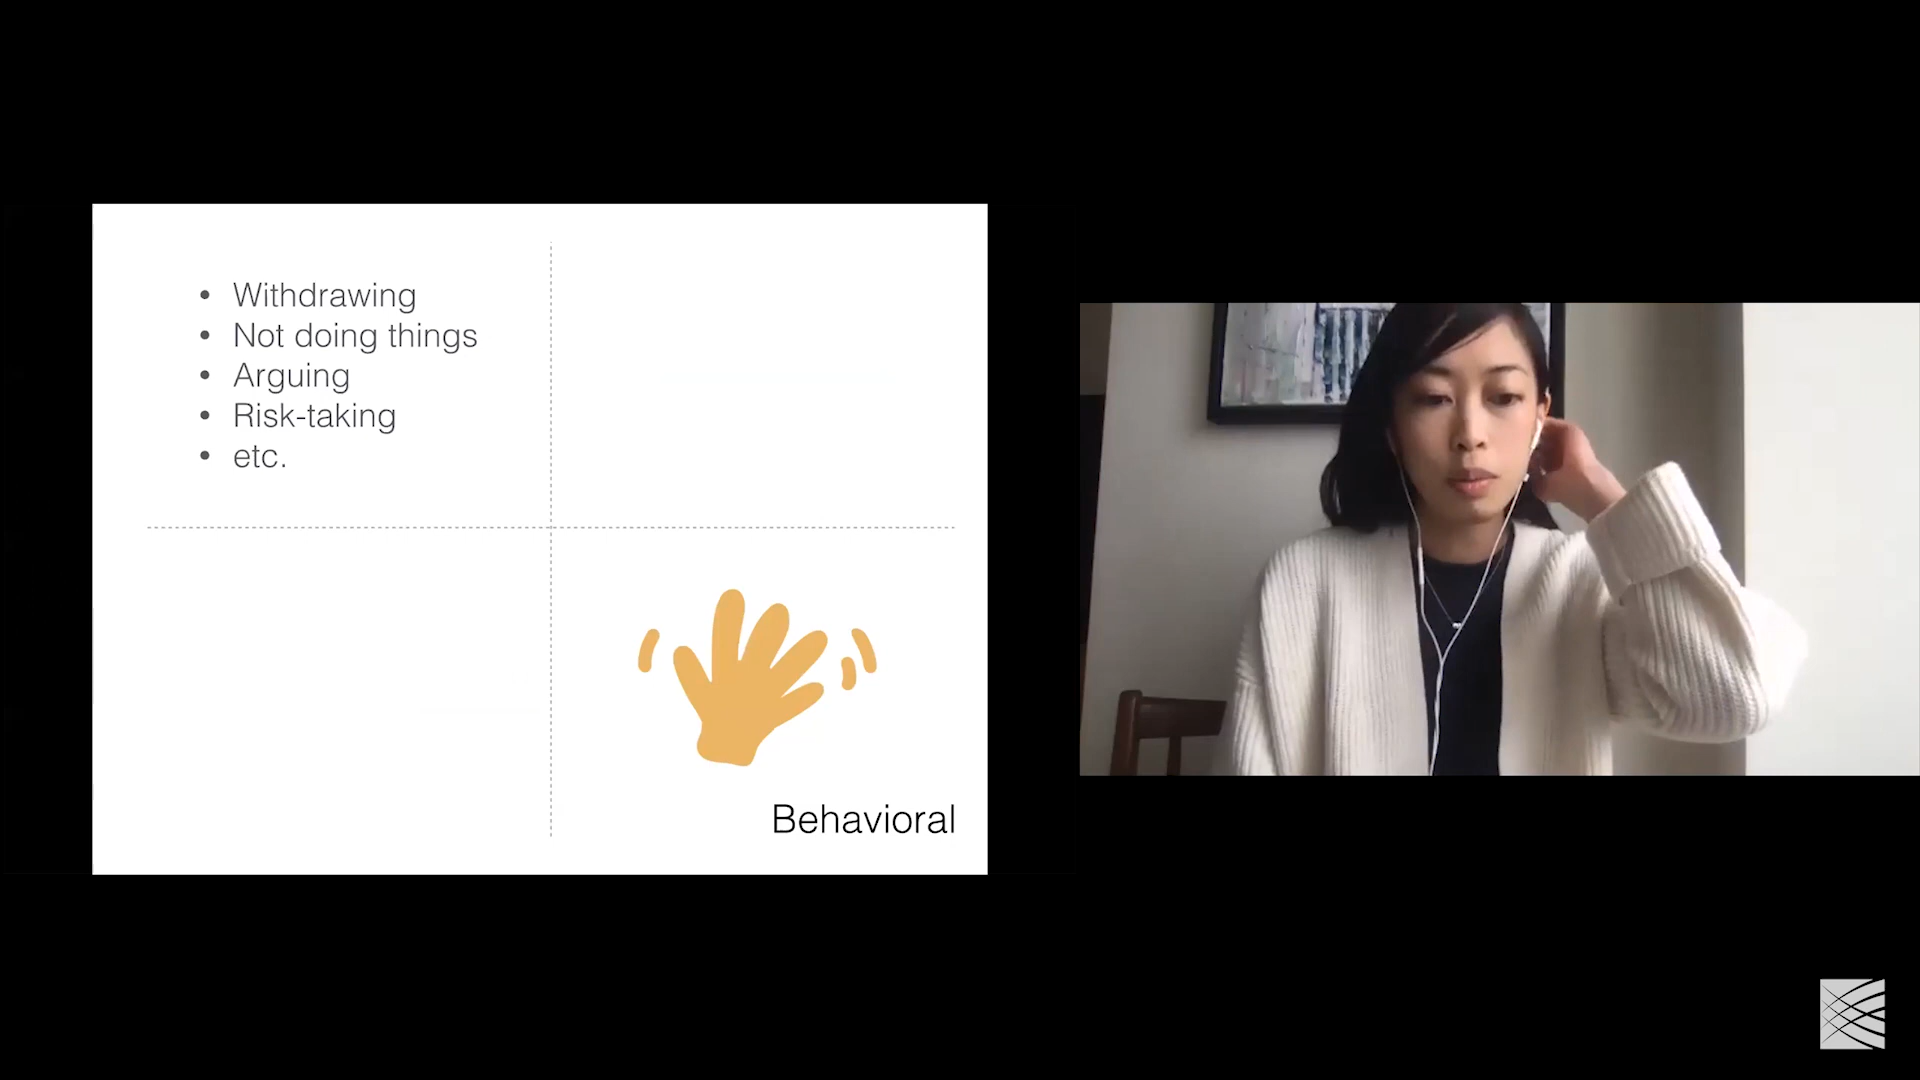 • Withdrawing
• Not doing things
• Arguing
• Risk-taking
• etc.
Behavioral